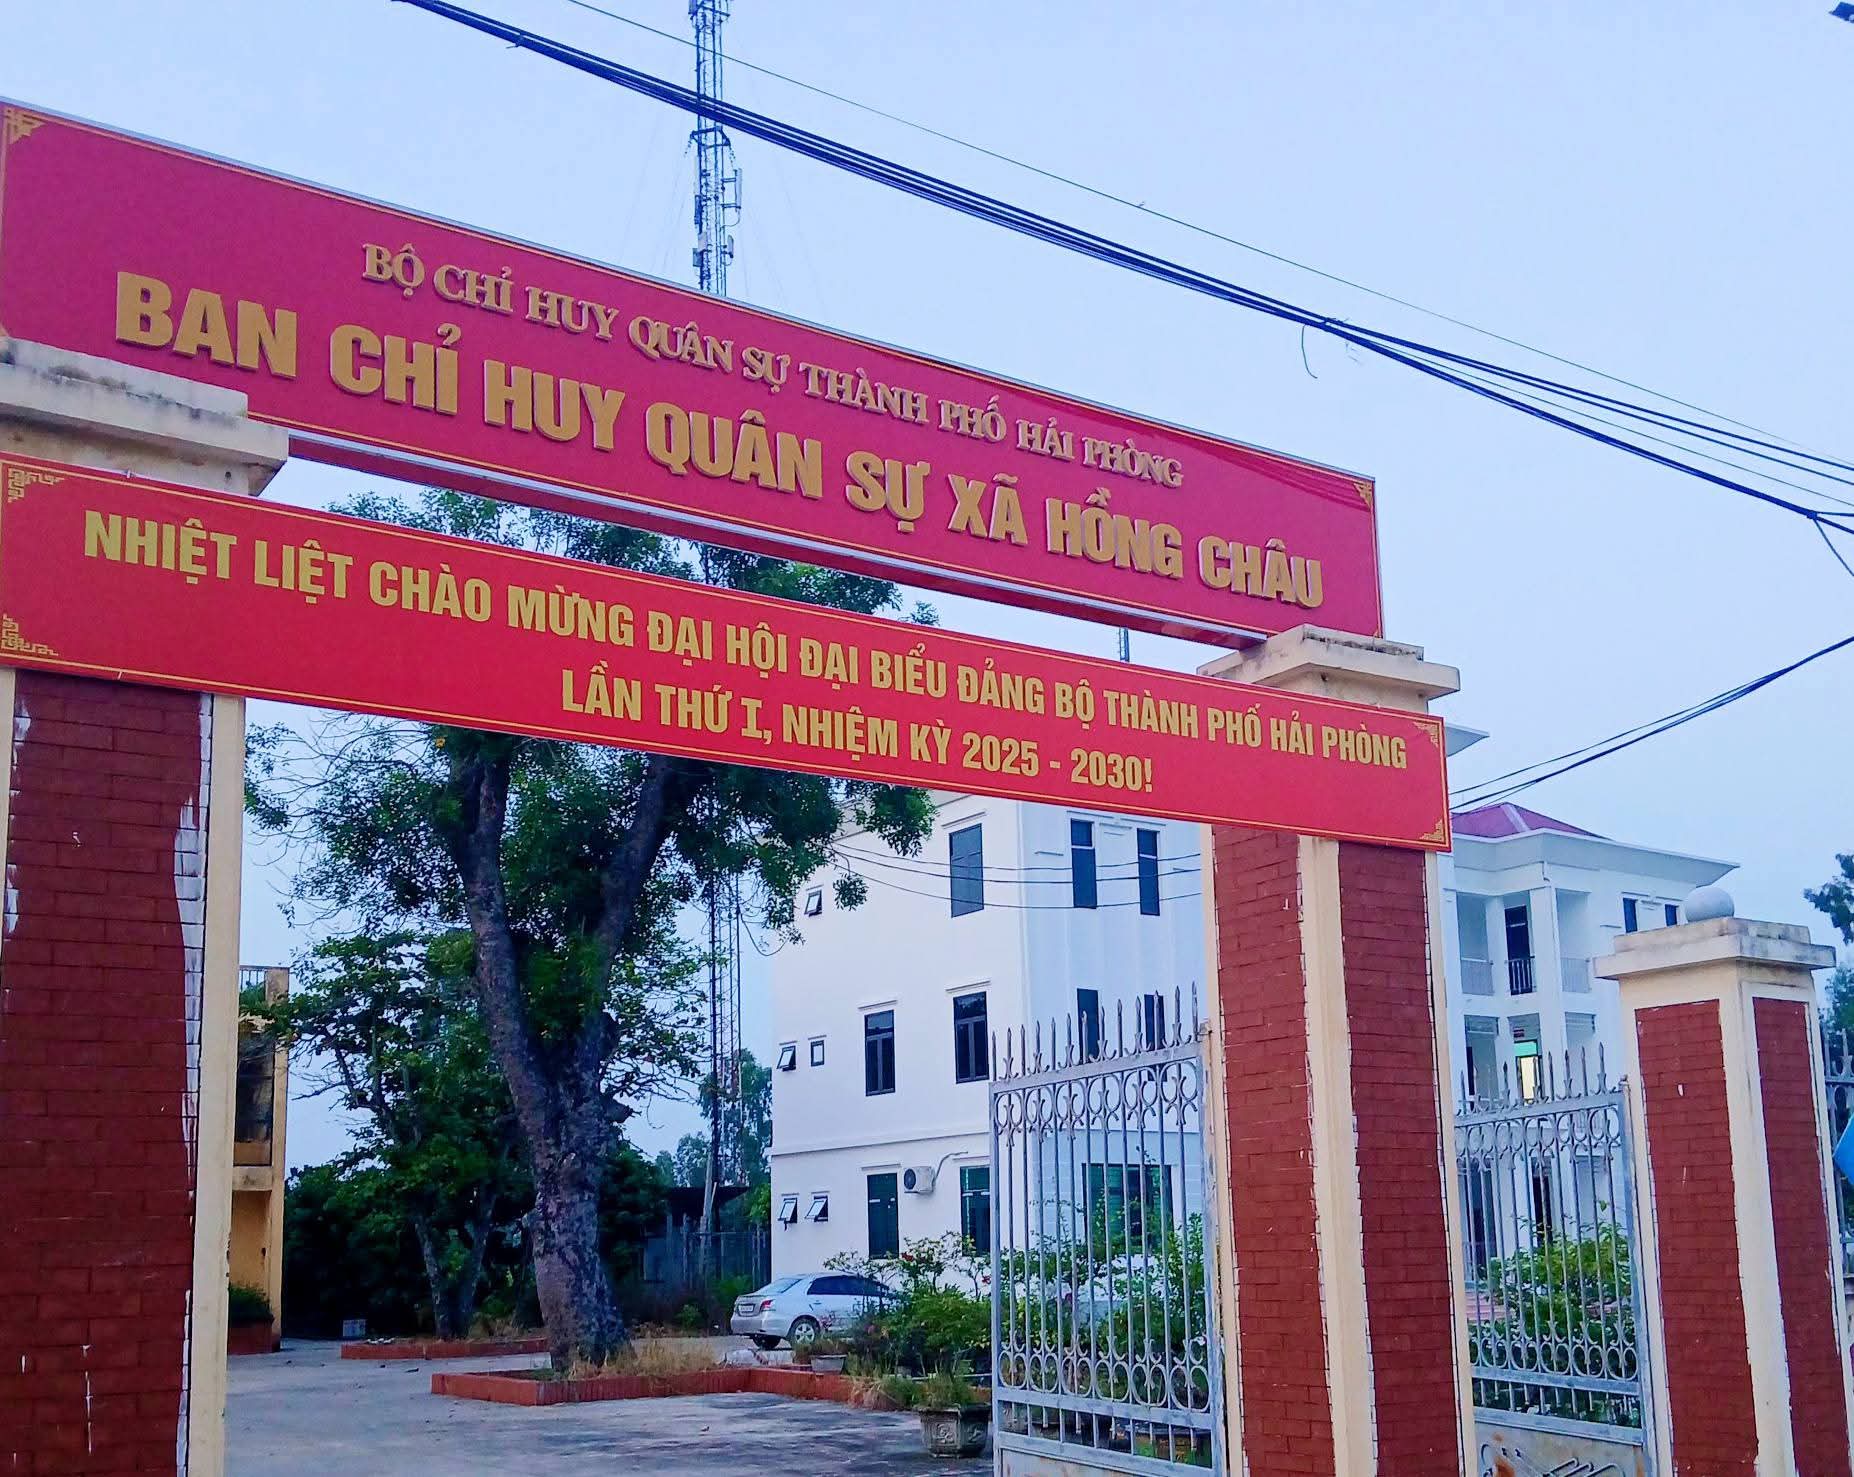 BỘ CHỈ HUY QUÂN SỰ THÀNH PHỐ HẢI PHÒNG
BAN CHỈ HUY QUÂN SỰ XÃ HỒNG CHÂU
NHIỆT LIỆT CHÀO MỪNG ĐẠI HỘI ĐẠI BIỂU ĐẢNG BỘ THÀNH PHỐ HẢI PHÒNG
LẦN THỨ I, NHIỆM KỲ 2025 - 2030!